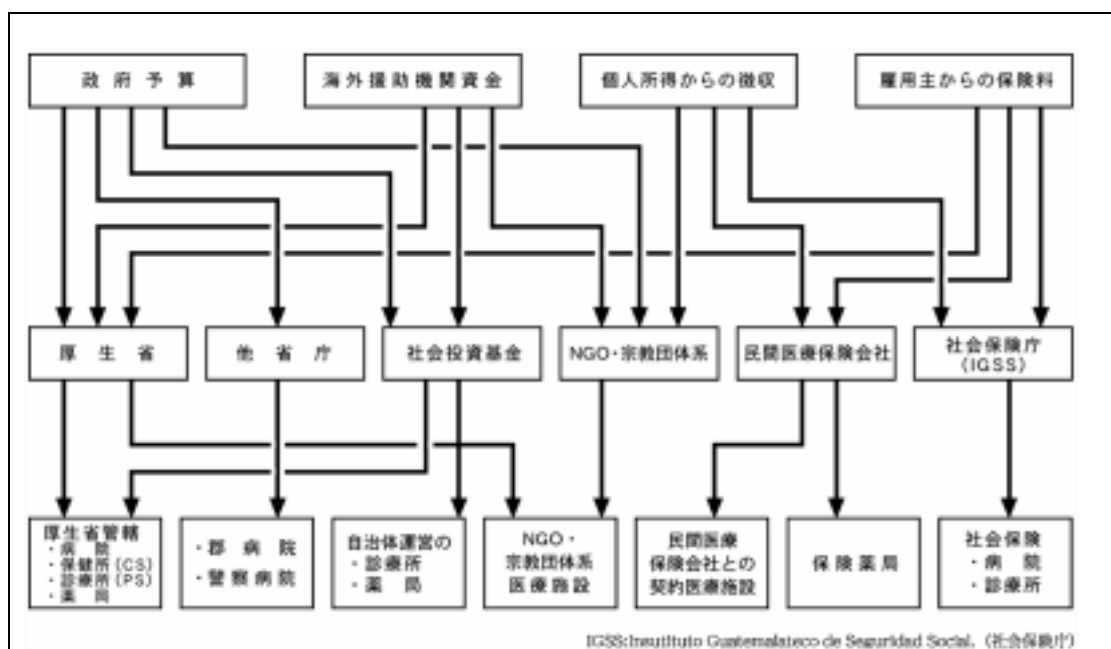 政府予算
海外援助機関資金
個人所得からの徴収
雇用主からの保険料
厚生省
他省庁
社会投資基金
NGO・宗教団体系
民間医療保険会社
社会保険庁
(IGSS)
厚生省管轄
・病院
・保健所(CS)
・診療所(PS)
・薬局
・郡病院
・警察病院
自治体運営の
・診療所
・薬局
NGO・
宗教団体系
医療施設
民間医療
保険会社との
契約医療施設
保険薬局
社会保険
・病院
・診療所
IGSS:Insutituto Guatemalateco de Seguridad Social.（社会保険庁）